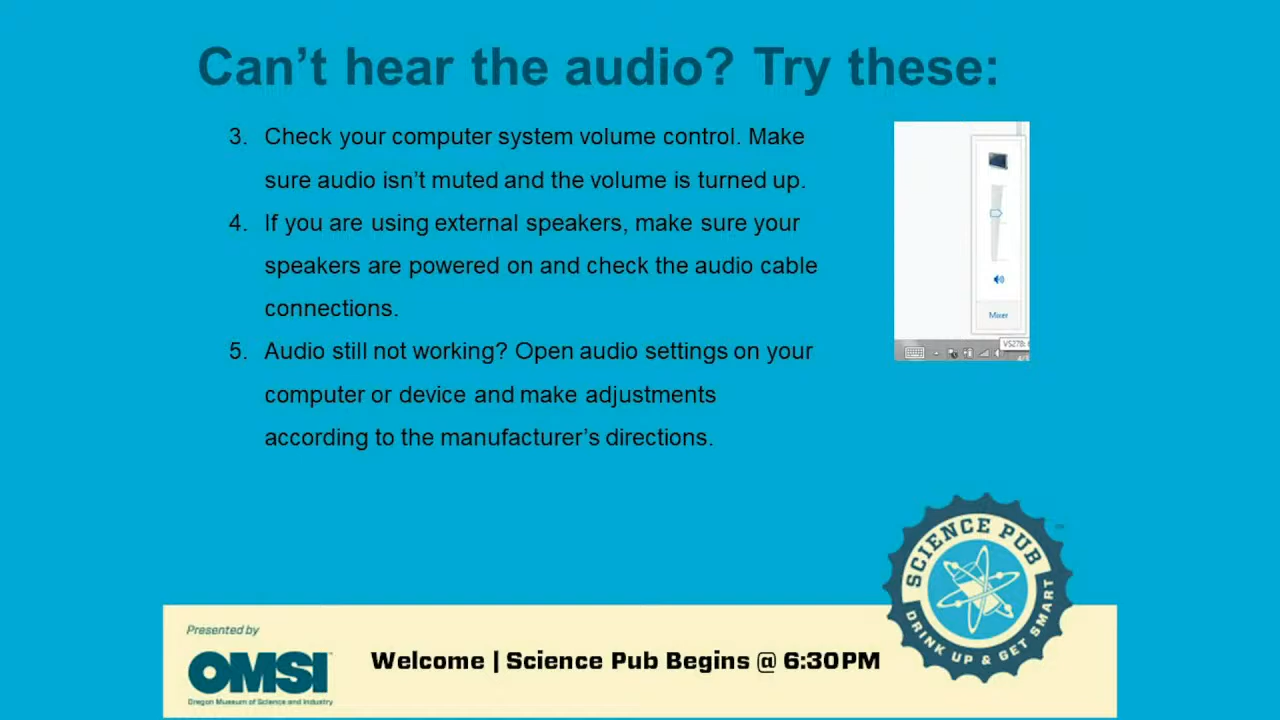 Can’t hear the audio? Try these:
3. Check your computer system volume control. Make
sure audio isn’t muted and the volume is turned up.
4. If you are using external speakers, make sure your
speakers are powered on and check the audio cable
connections.
5. Audio still not working? Open audio settings on your
computer or device and make adjustments
according to the manufacturer’s directions.
Mixer
SCIENCE PUB
DRINK UP & GET SMART
Presented by
OMSI
Oregon Museum of Science and Industry
Welcome | Science Pub Begins @ 6:30PM